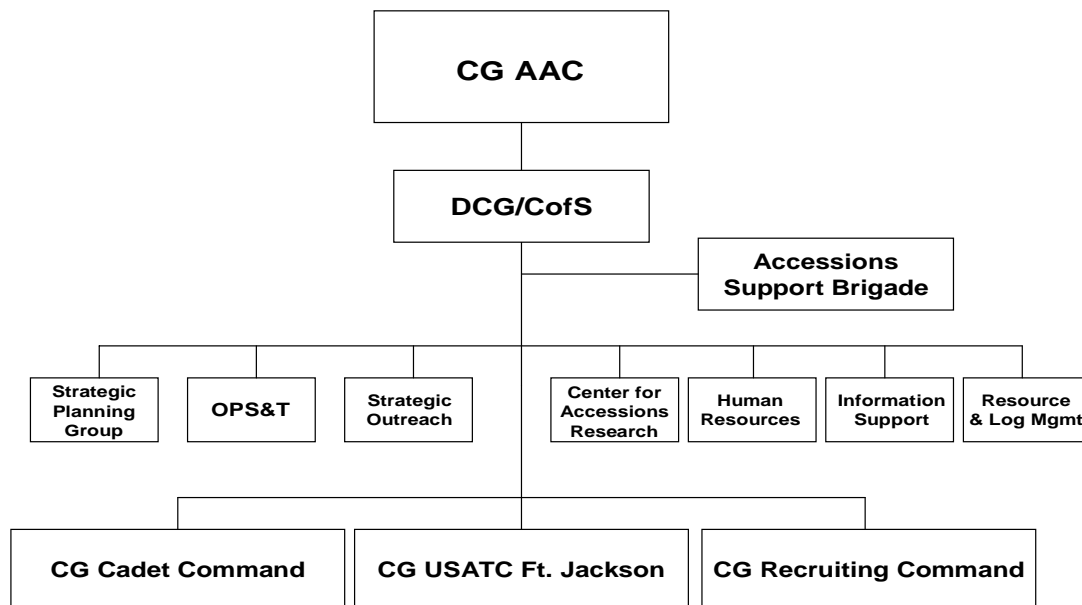 CG AAC
DCG/CofS
Accessions
Support Brigade
Strategic
Planning
Group
OPS&T
Strategic
Outreach
Center for
Accessions
Research
Human
Resources
Information
Support
Resource
& Log Mgmt
CG Cadet Command
CG USATC Ft. Jackson
CG Recruiting Command